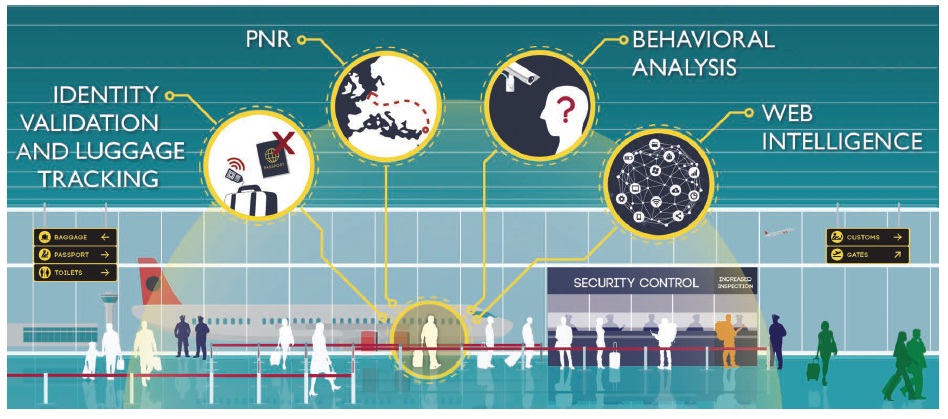 PNR
BEHAVIORAL
ANALYSIS
IDENTITY
VALIDATION
AND LUGGAGE
TRACKING
WEB
INTELLIGENCE
PASSPORT
BAGGAGE
PASSPORT
TOILETS
CUSTOMS
GATES
SECURITY CONTROL
INCREASED
INSPECTION